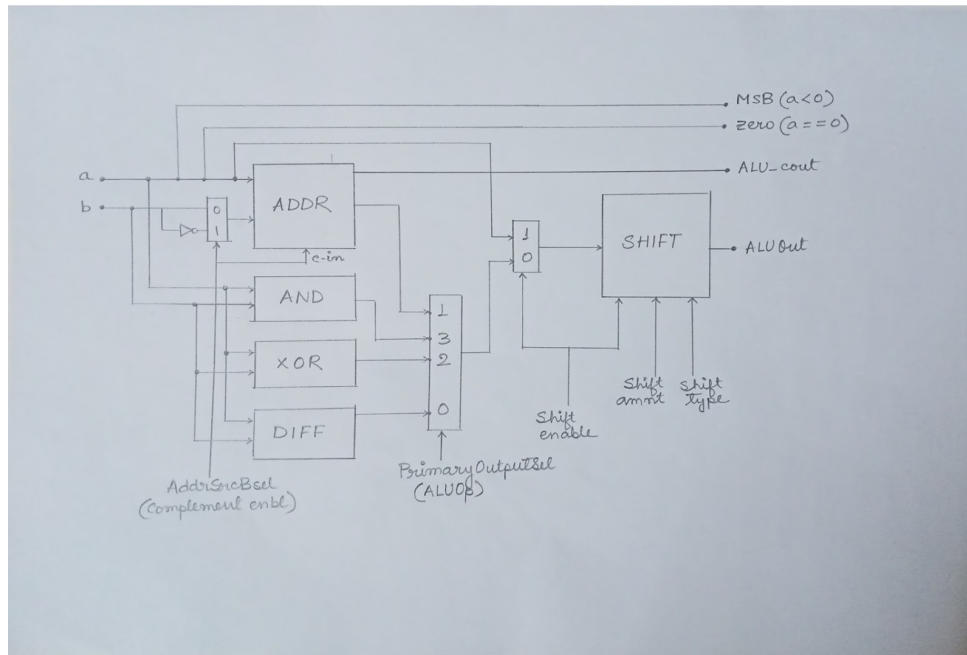 MSB (a<0)
zero (a==0)
ALU_cout
a
b
0
1
ADDR
c-in
AND
XOR
DIFF
1
3
2
0
1
0
SHIFT
ALUOut
Shift
enable
Shift
amnt
Shift
type
AddrSrcBsel
(Complement enbl)
PrimaryOutputSel
(ALUOp)